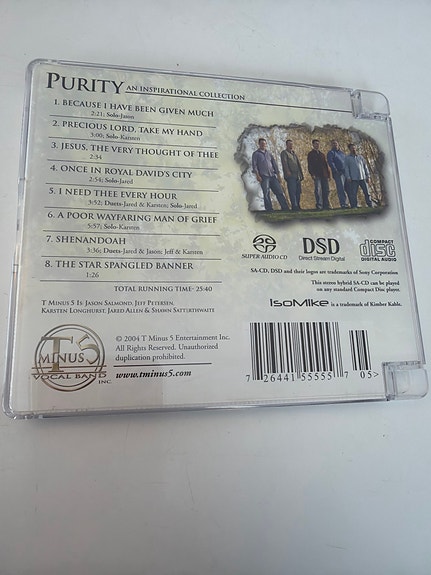 PURITY AN INSPIRATIONAL COLLECTION
1. BECAUSE I HAVE BEEN GIVEN MUCH
2:21; Solo-Jason
2. PRECIOUS LORD, TAKE MY HAND
3:00; Solo-Karsten
3. JESUS, THE VERY THOUGHT OF THEE
2:34
4. ONCE IN ROYAL DAVID'S CITY
2:54; Solo-Jared
5. I NEED THEE EVERY HOUR
3:52; Duets-Jared & Karsten; Solo-Jared
6. A POOR WAYFARING MAN OF GRIEF
5:57; Solo-Karsten
7. SHENANDOAH
3:36; Duets-Jared & Jason; Jeff & Karsten
8. THE STAR SPANGLED BANNER
1:26
TOTAL RUNNING TIME- 25:40
T MINUS 5 IS: JASON SALMOND, JEFF PETERSEN,
KARSTEN LONGHURST, JARED ALLEN & SHAWN SATTERTHWAITE
T MINUS 5
VOCAL BAND
INC.
© 2004 T Minus 5 Entertainment Inc.
All Rights Reserved. Unauthorized
duplication prohibited.
www.tminus5.com
SUPER AUDIO CD
DSD
Direct Stream Digital
COMPACT
disc
DIGITAL AUDIO
SA-CD, DSD and their logos are trademarks of Sony Corporation
This stereo hybrid SA-CD can be played
on any standard Compact Disc player.
IsoMike is a trademark of Kimber Kable.
7 26441 55555 7 05>